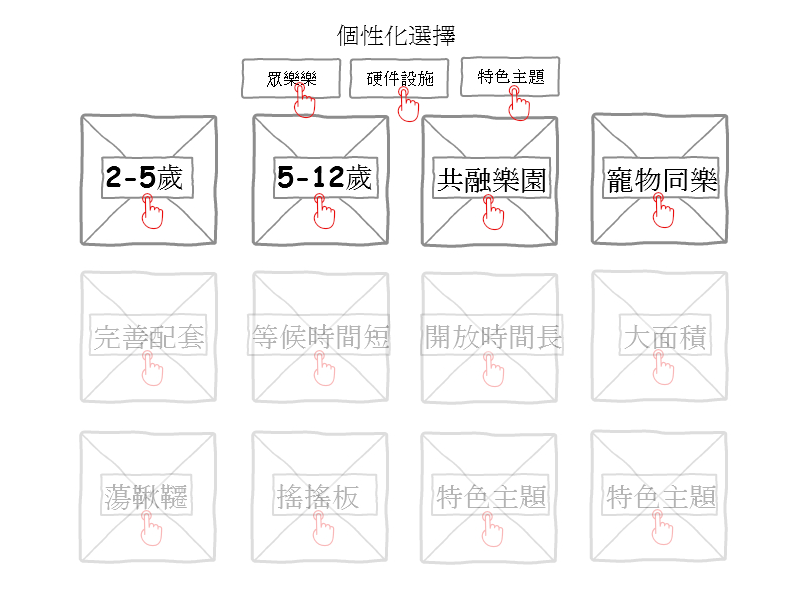 個性化選擇
眾樂樂 硬件設施 特色主題
2-5歲 5-12歲 共融樂園 寵物同樂
完善配套 等候時間短 開放時間長 大面積
蕩鞦韆 搖搖板 特色主題 特色主題